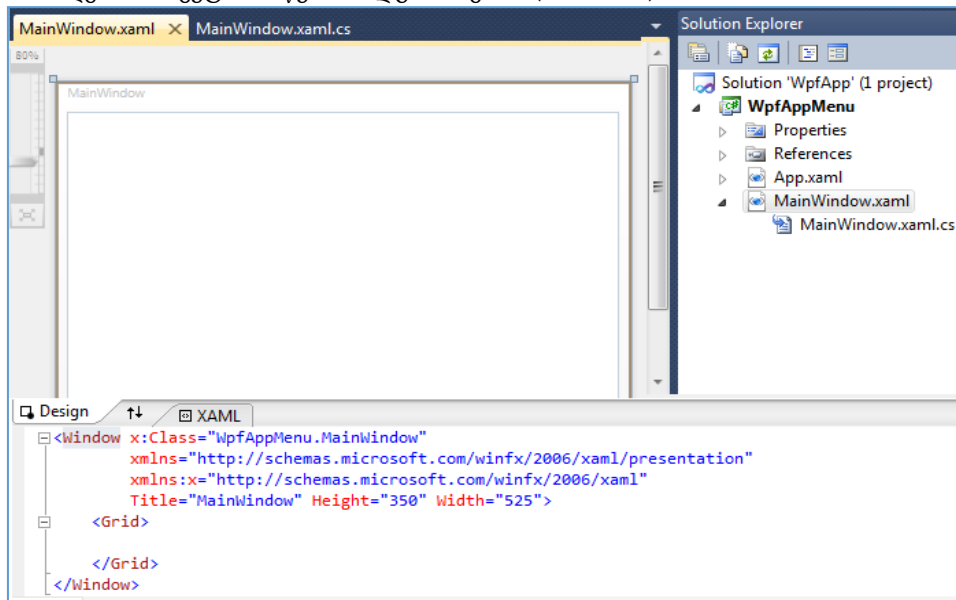 MainWindow.xaml MainWindow.xaml.cs
80%
MainWindow
Solution Explorer
Solution 'WpfApp' (1 project)
WpfAppMenu
Properties
References
App.xaml
MainWindow.xaml
MainWindow.xaml.cs
Design XAML
<Window x:Class="WpfAppMenu.MainWindow"
xmlns="http://schemas.microsoft.com/winfx/2006/xaml/presentation"
xmlns:x="http://schemas.microsoft.com/winfx/2006/xaml"
Title="MainWindow" Height="350" Width="525">
<Grid>
</Grid>
</Window>